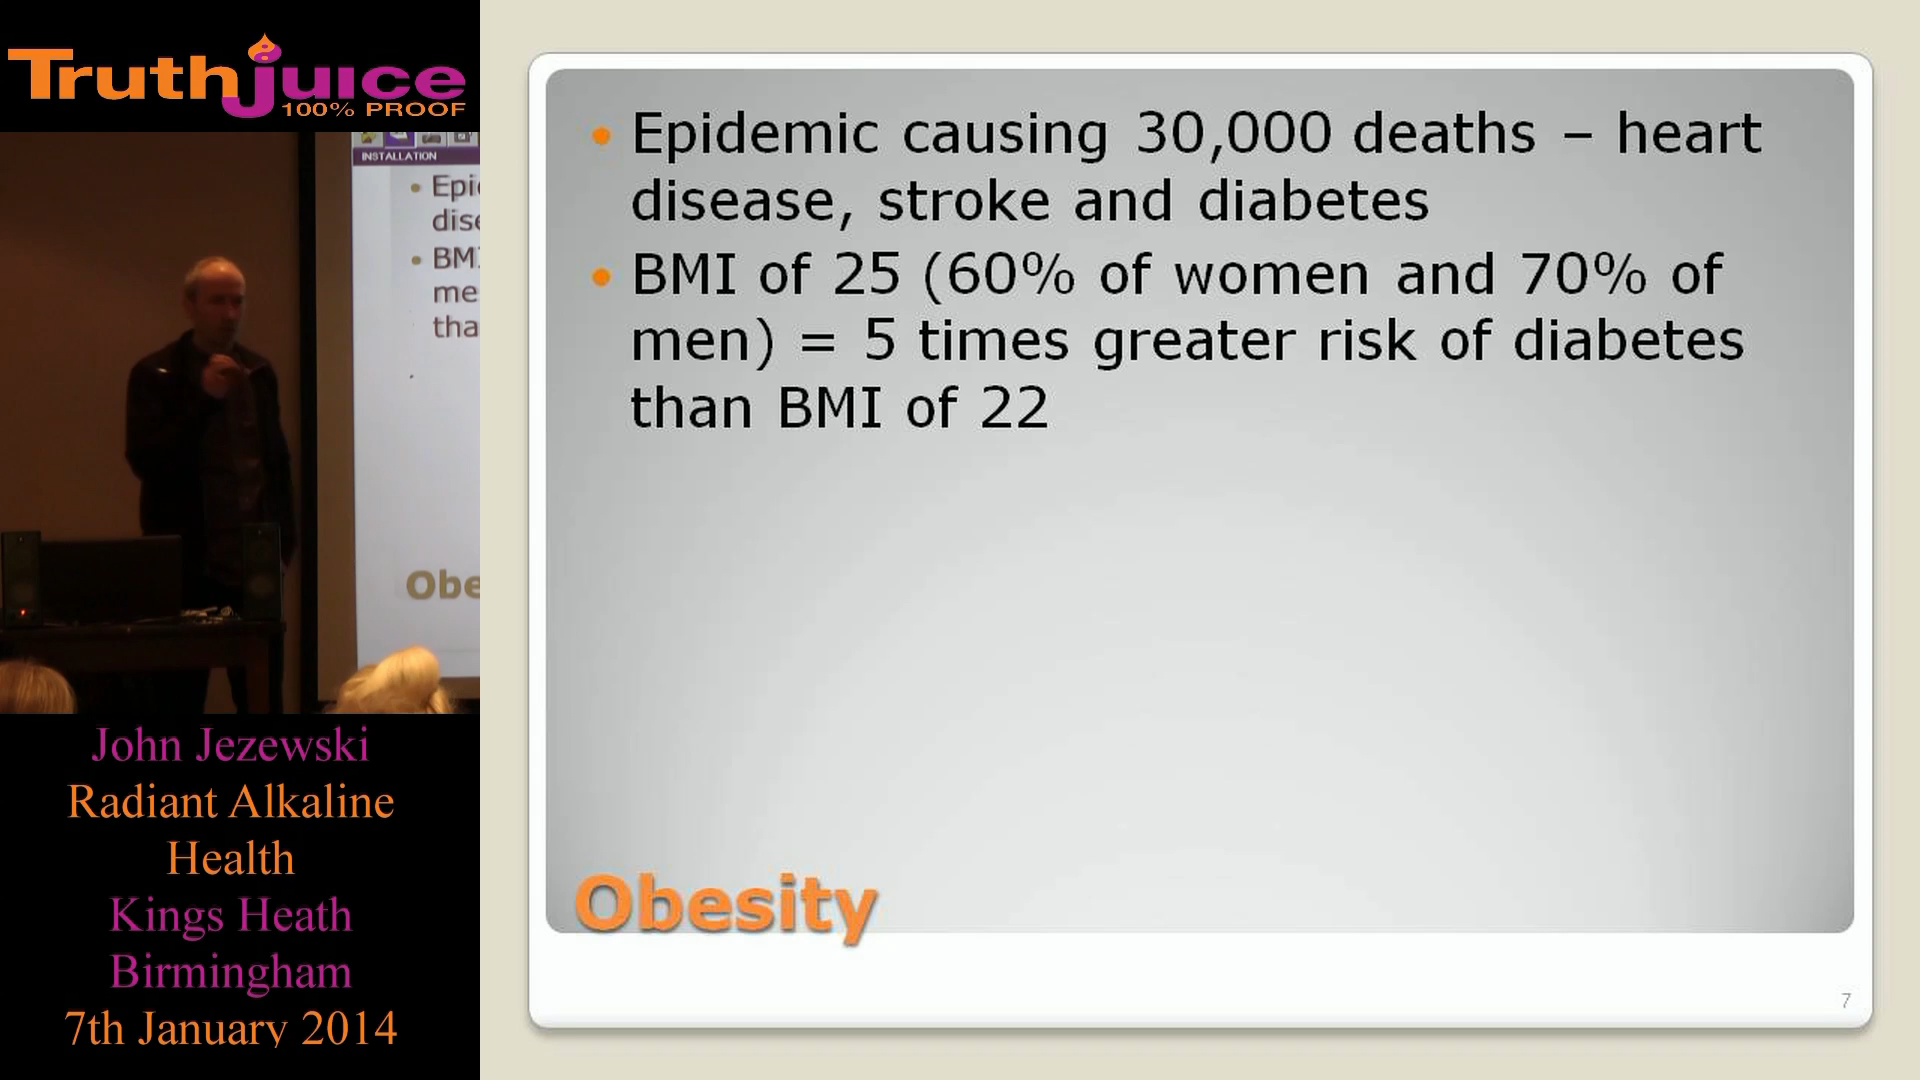 Truthjuice
100% PROOF
INSTALLATION
Epi
dise
BMI
me
tha
Obe
John Jezewski
Radiant Alkaline
Health
Kings Heath
Birmingham
7th January 2014
• Epidemic causing 30,000 deaths – heart
disease, stroke and diabetes
• BMI of 25 (60% of women and 70% of
men) = 5 times greater risk of diabetes
than BMI of 22
Obesity
7